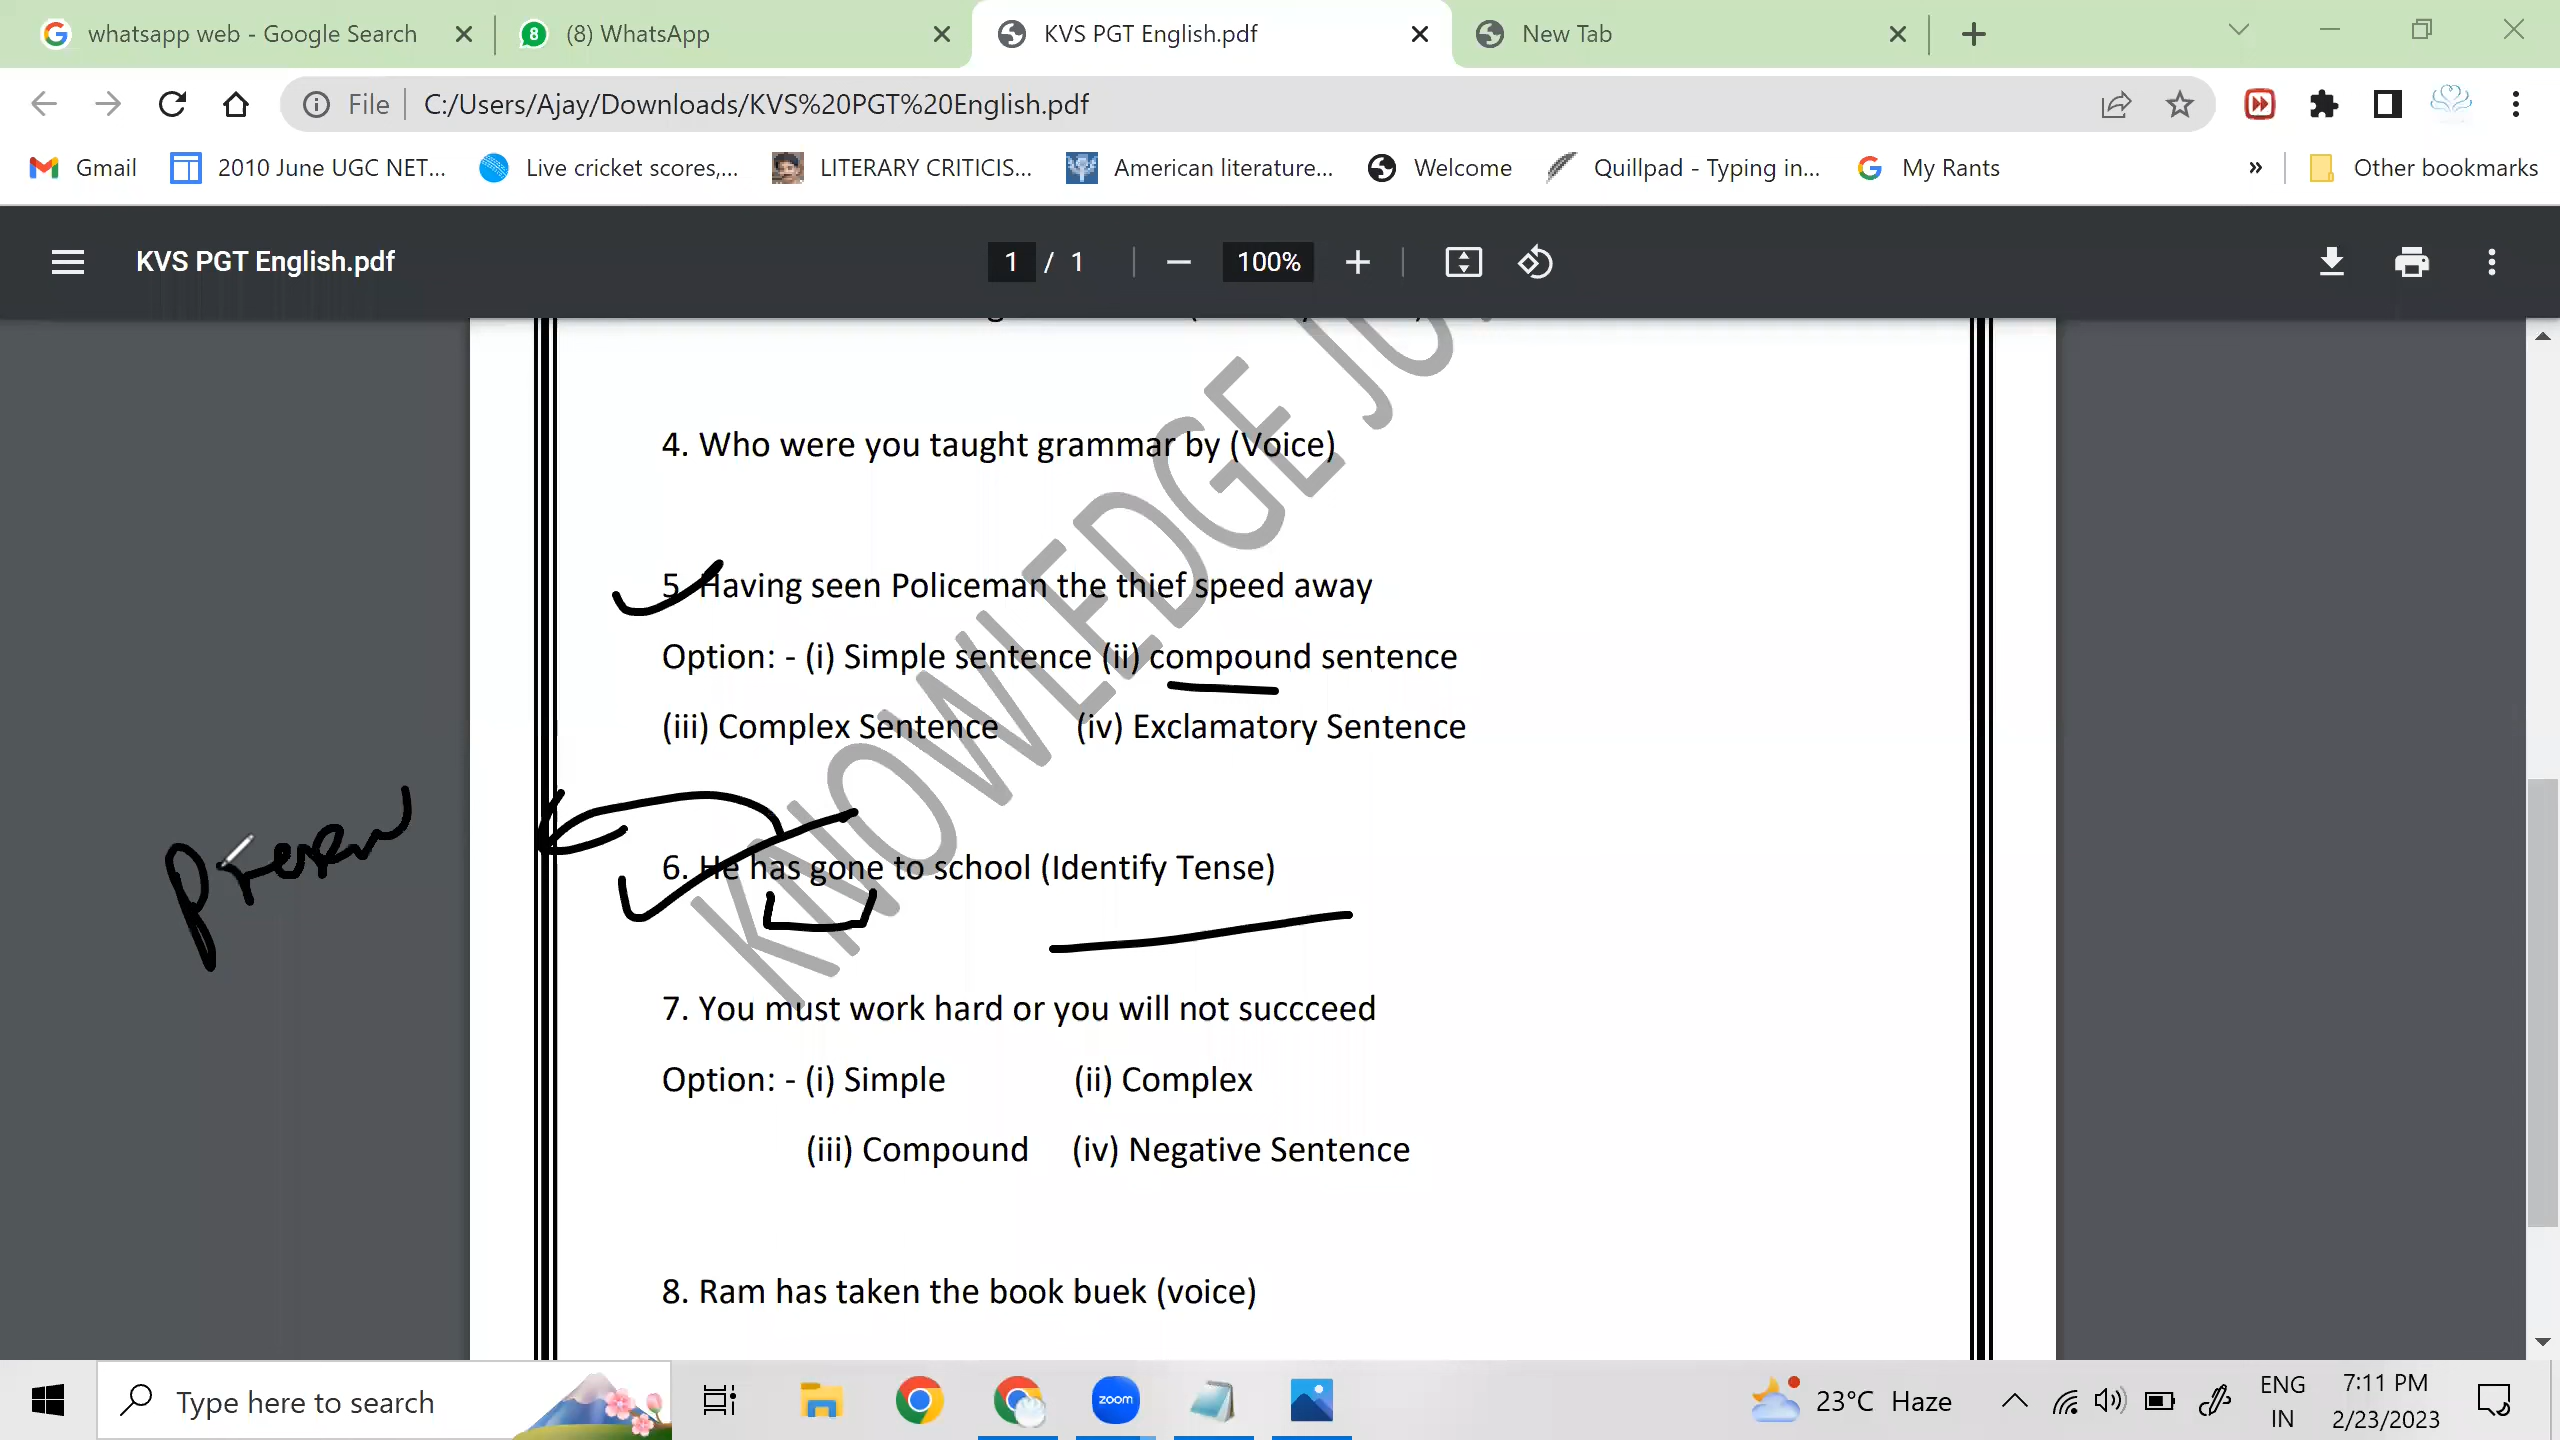 whatsapp web - Google Search
(8) WhatsApp
KVS PGT English.pdf
New Tab
File
C:/Users/Ajay/Downloads/KVS%20PGT%20English.pdf
Gmail
2010 June UGC NET...
Live cricket scores,...
LITERARY CRITICIS...
American literature...
Welcome
Quillpad - Typing in...
My Rants
»
Other bookmarks
KVS PGT English.pdf
1 / 1
100%
4. Who were you taught grammar by (Voice)
5. Having seen Policeman the thief speed away
Option: - (i) Simple sentence (ii) compound sentence
(iii) Complex Sentence (iv) Exclamatory Sentence
6. He has gone to school (Identify Tense)
7. You must work hard or you will not succceed
Option: - (i) Simple (ii) Complex
(iii) Compound (iv) Negative Sentence
8. Ram has taken the book buek (voice)
KNOWLEDGE
Type here to search
zoom
23°C Haze
ENG
IN
7:11 PM
2/23/2023